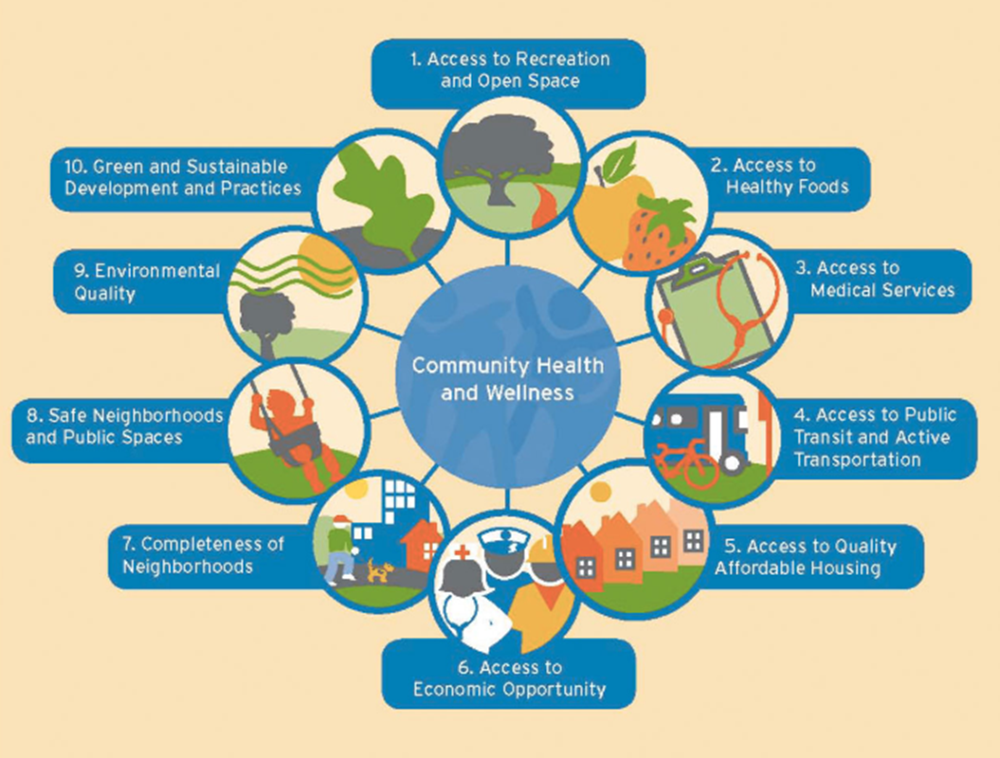 1. Access to Recreation
and Open Space
2. Access to
Healthy Foods
3. Access to
Medical Services
4. Access to Public
Transit and Active
Transportation
5. Access to Quality
Affordable Housing
6. Access to
Economic Opportunity
7. Completeness of
Neighborhoods
8. Safe Neighborhoods
and Public Spaces
9. Environmental
Quality
10. Green and Sustainable
Development and Practices
Community Health
and Wellness